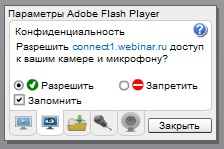 Параметры Adobe Flash Player
Конфиденциальность
Разрешить connect1.webinar.ru доступ
к вашим камере и микрофону?
Разрешить Запретить
Запомнить
Закрыть